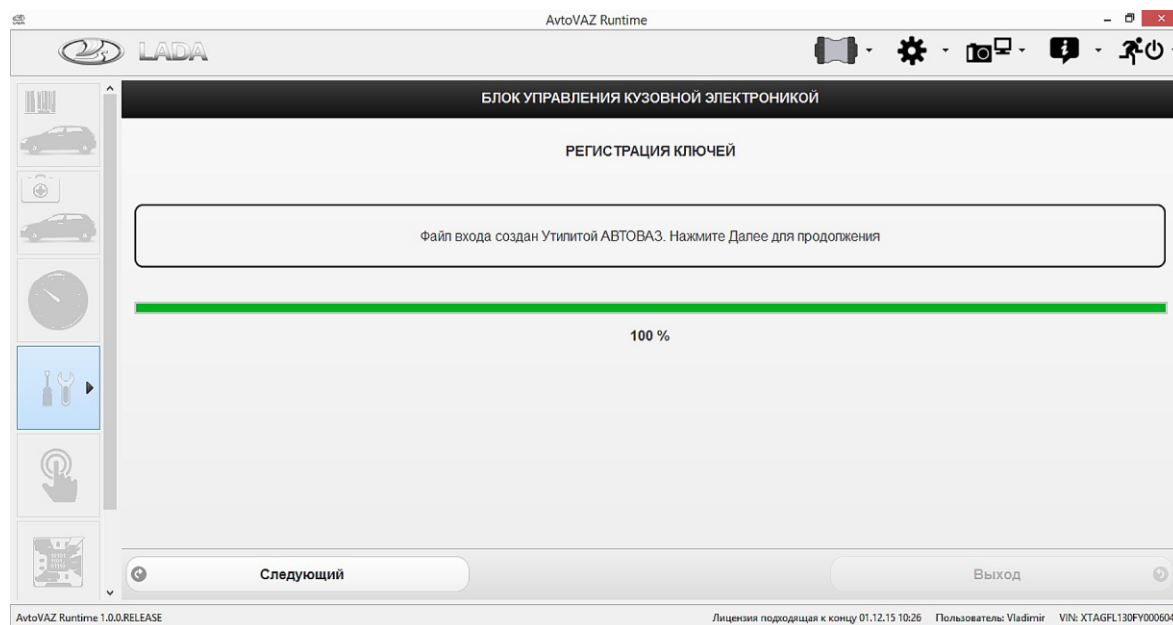 AvtoVAZ Runtime
LADA
БЛОК УПРАВЛЕНИЯ КУЗОВНОЙ ЭЛЕКТРОНИКОЙ
РЕГИСТРАЦИЯ КЛЮЧЕЙ
Файл входа создан Утилитой АВТОВАЗ. Нажмите Далее для продолжения
100 %
Следующий
Выход
AvtoVAZ Runtime 1.0.0.RELEASE
Лицензия подходящая к концу 01.12.15 10:26 Пользователь: Vladimir VIN: XTAGFL130FY000604